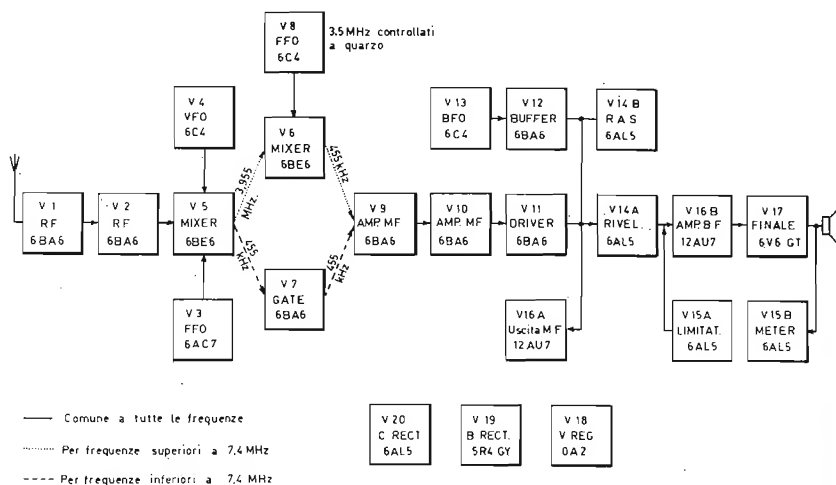 V 8
FFO
6C4
3.5 MHz controllati
a quarzo
V 4
VFO
6C4
V 6
MIXER
6BE6
V 13
BFO
6C4
V 12
BUFFER
6BA6
V 14 B
R A S
6AL5
3,955
MHz
455 kHz
V 1
RF
6BA6
V 2
RF
6BA6
V 5
MIXER
6BE6
V 9
AMP. MF
6BA6
V 10
AMP. MF
6BA6
V 11
DRIVER
6BA6
V 14A
RIVEL.
6AL5
V 16 B
AMP. B F
12AU7
V 17
FINALE
6V6 GT
455
kHz
455
kHz
V 3
FFO
6AC7
V 7
GATE
6BA6
V 16 A
Uscita M F
12AU7
V 15 A
LIMITAT.
6AL5
V 15 B
METER
6AL5
Comune a tutte le frequenze
Per frequenze superiori a 7,4 MHz
Per frequenze inferiori a 7,4 MHz
V 20
C RECT
6AL5
V 19
B RECT.
5R4 GY
V 18
V REG
0A2